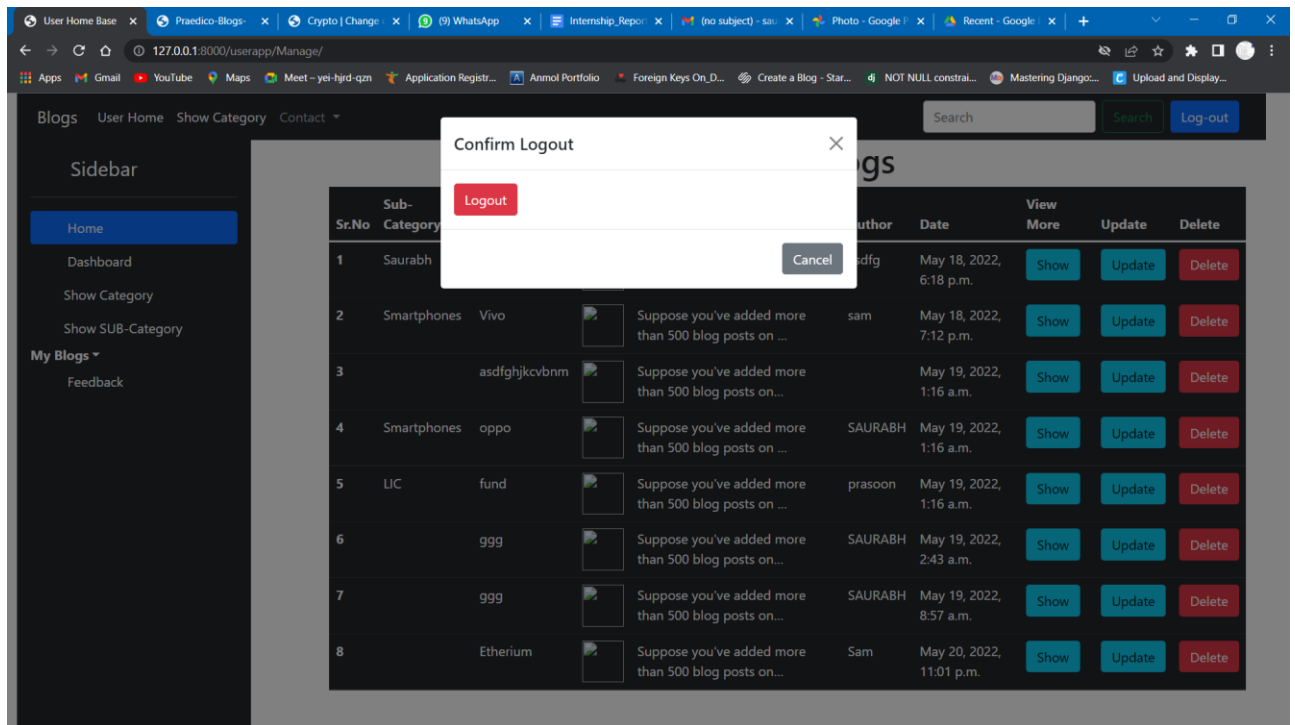 User Home Base
Praedico-Blogs-
Crypto | Change
(9) WhatsApp
Internship_Report
(no subject) - sau
Photo - Google P
Recent - Google
127.0.0.1:8000/userapp/Manage/
Apps Gmail YouTube Maps Meet – yei-hjrd-qzn Application Registr... Anmol Portfolio Foreign Keys On_D... Create a Blog - Star... NOT NULL constrai... Mastering Django:... Upload and Display...
Blogs User Home Show Category Contact Search Search Log-out
Confirm Logout
Logout
Cancel
Sidebar
Home
Dashboard
Show Category
Show SUB-Category
My Blogs
Feedback
ogs
Sr.No Sub-Category uthor Date View More Update Delete
1 Saurabh sdfg May 18, 2022, 6:18 p.m. Show Update Delete
2 Smartphones Vivo Suppose you've added more than 500 blog posts on ... sam May 18, 2022, 7:12 p.m. Show Update Delete
3 asdfghjkcvbnm Suppose you've added more than 500 blog posts on... May 19, 2022, 1:16 a.m. Show Update Delete
4 Smartphones oppo Suppose you've added more than 500 blog posts on ... SAURABH May 19, 2022, 1:16 a.m. Show Update Delete
5 LIC fund Suppose you've added more than 500 blog posts on ... prasoon May 19, 2022, 1:16 a.m. Show Update Delete
6 ggg Suppose you've added more than 500 blog posts on... SAURABH May 19, 2022, 2:43 a.m. Show Update Delete
7 ggg Suppose you've added more than 500 blog posts on... SAURABH May 19, 2022, 8:57 a.m. Show Update Delete
8 Etherium Suppose you've added more than 500 blog posts on... Sam May 20, 2022, 11:01 p.m. Show Update Delete